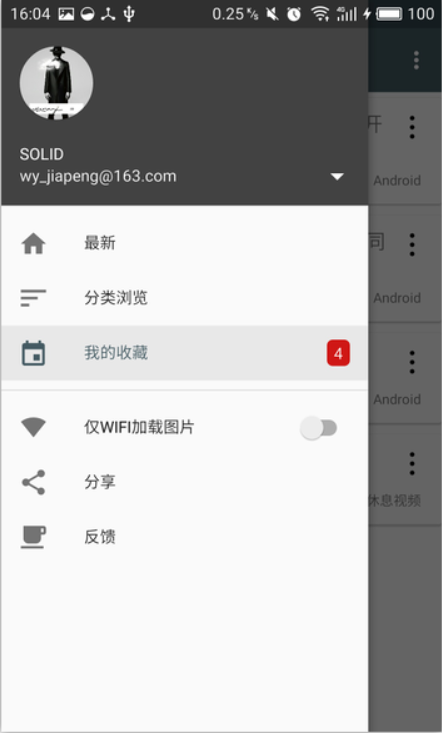 16:04
0.25 K/s
4G
100
SOLID
wy_jiapeng@163.com
最新
分类浏览
我的收藏
4
仅WIFI加载图片
分享
反馈
开
Android
司
Android
Android
休息视频